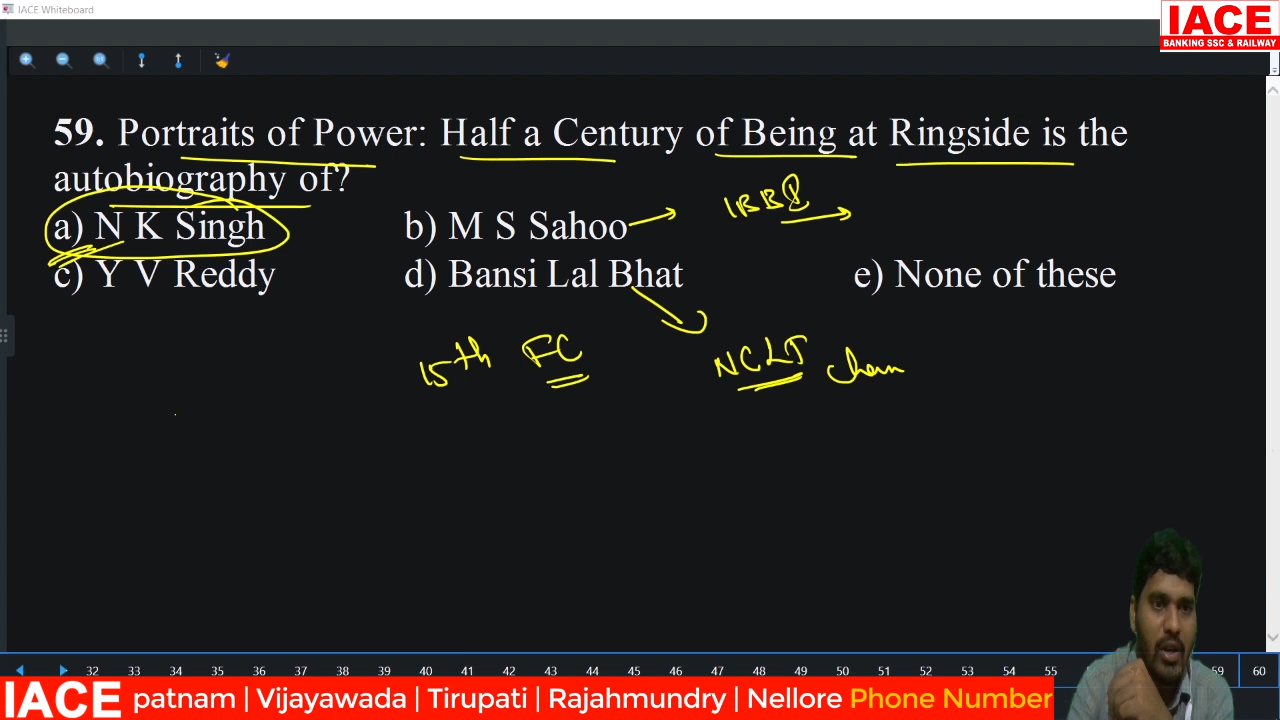 IACE Whiteboard
IACE
BANKING SSC & RAILWAY
59. Portraits of Power: Half a Century of Being at Ringside is the
autobiography of?
a) N K Singh b) M S Sahoo IBBI
c) Y V Reddy d) Bansi Lal Bhat e) None of these
15th FC NCLT
32 33 34 35 36 37 38 39 40 41 42 43 44 45 46 47 48 49 50 51 52 53 54 55 59 60
IACE patnam | Vijayawada | Tirupati | Rajahmundry | Nellore Phone Number